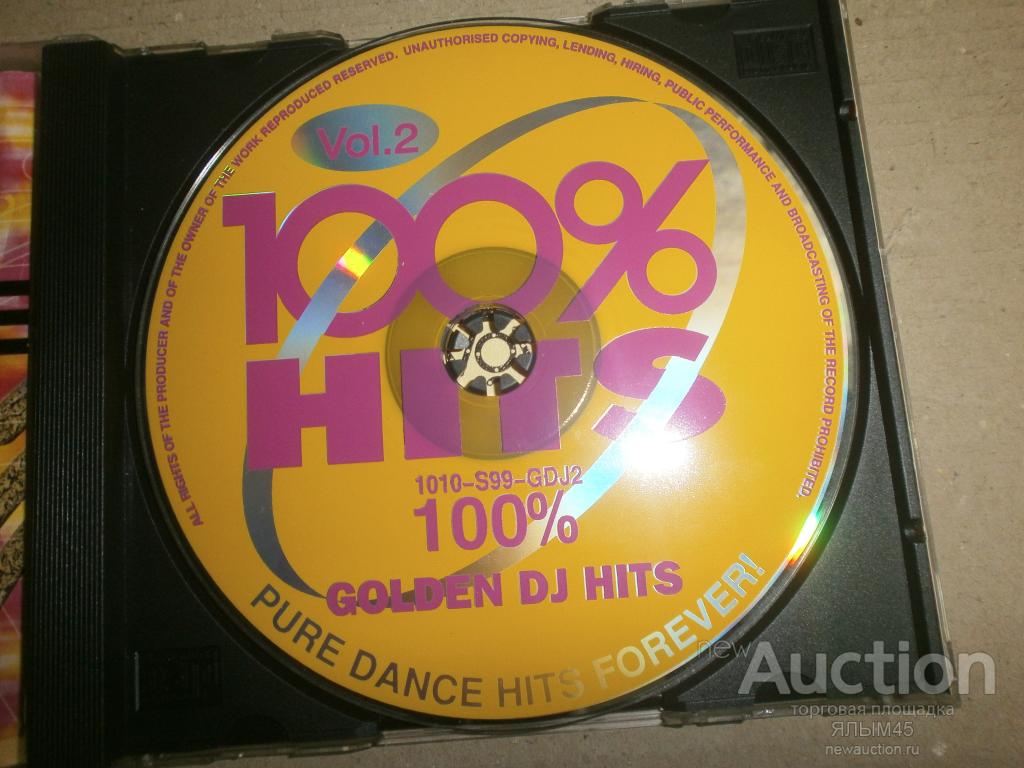 ALL RIGHTS OF THE PRODUCER AND OF THE OWNER OF THE WORK REPRODUCED RESERVED. UNAUTHORISED COPYING, LENDING, HIRING, PUBLIC PERFORMANCE AND BROADCASTING OF THE RECORD PROHIBITED.
Vol.2
100%
HITS
1010-S99-GDJ2
100%
GOLDEN DJ HITS
PURE DANCE HITS FOREVER!
newAuction
торговая площадка
ЯЛЫМ45
newauction.ru